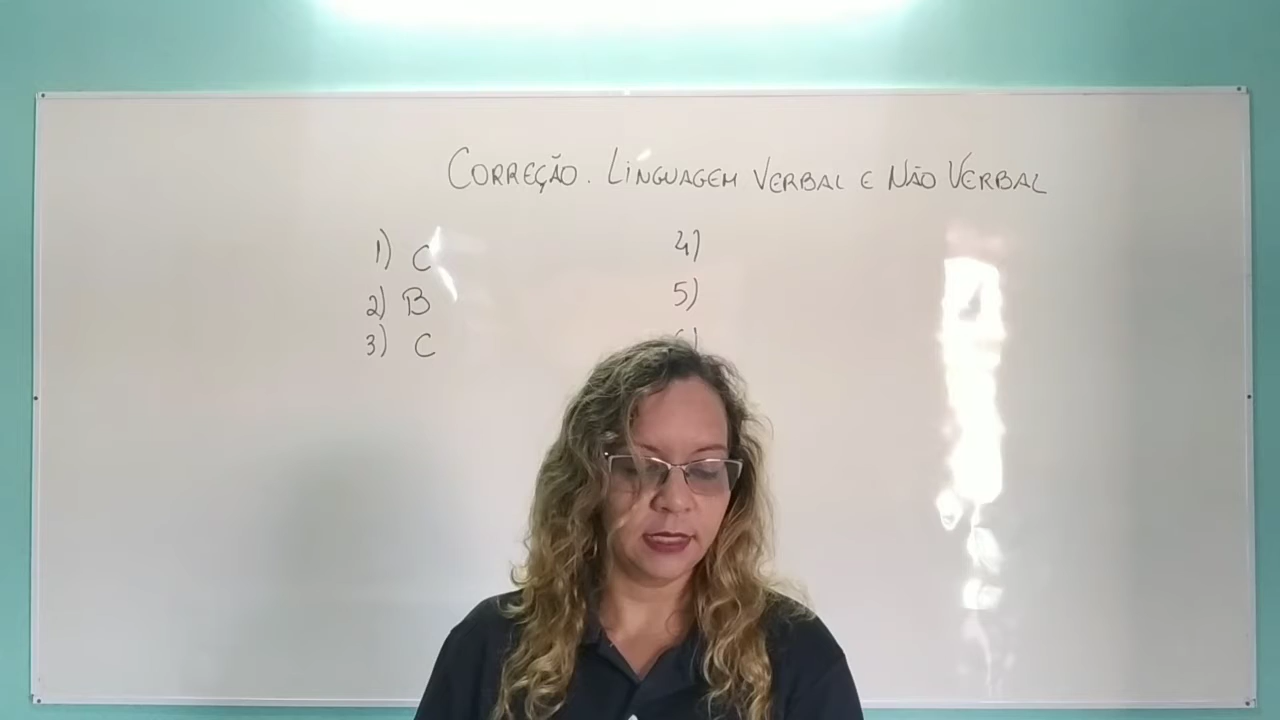 CORREÇÃO. LINGUAGEM VERBAL E NÃO VERBAL
1) C
2) B
3) C
4)
5)